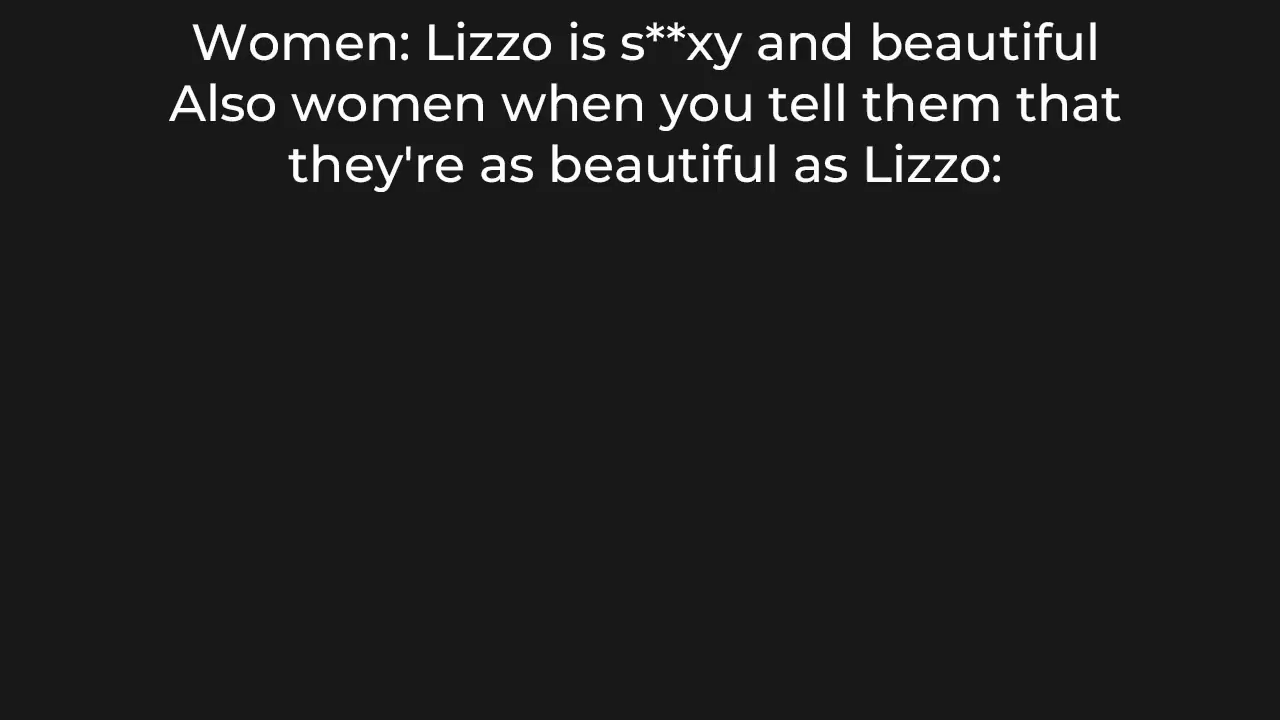 Women: Lizzo is s**xy and beautiful
Also women when you tell them that
they're as beautiful as Lizzo: